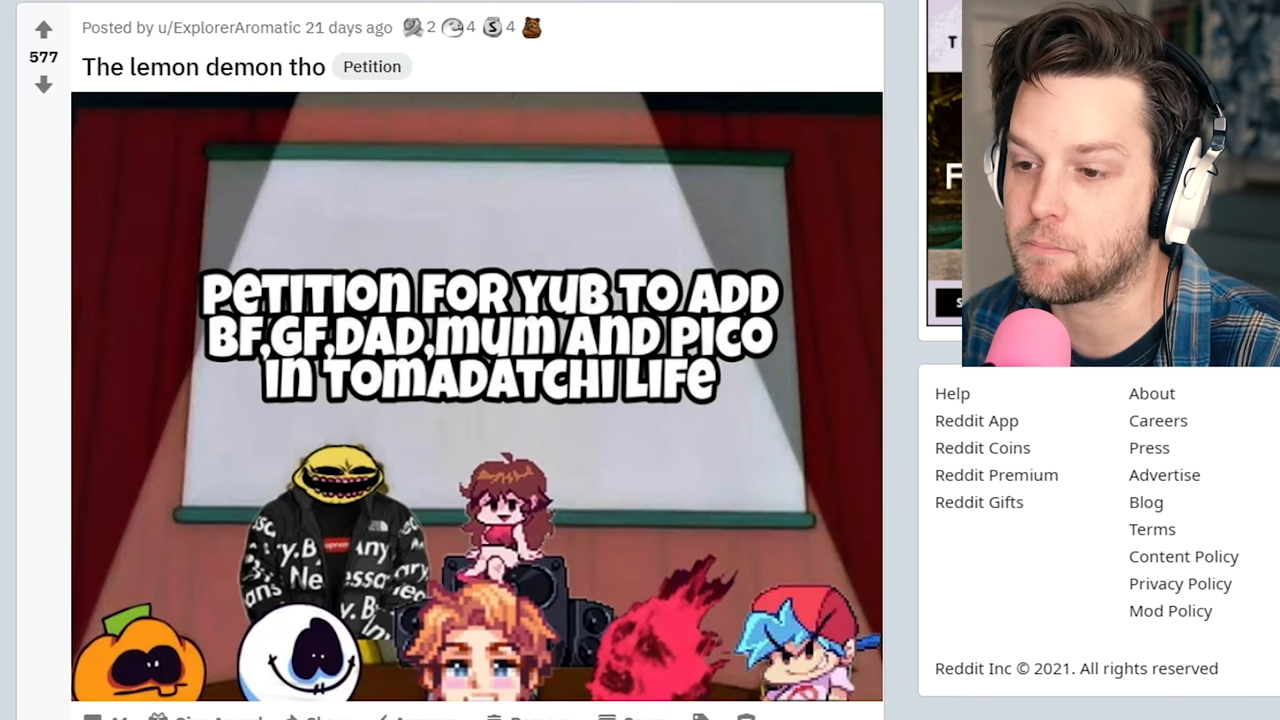 Posted by u/ExplorerAromatic 21 days ago 2 4 4
577
The lemon demon tho Petition
PETITION FOR YUB TO ADD
BF,GF,DAD,MUM AND PICO
IN TOMADATCHI LIFE
Help
Reddit App
Reddit Coins
Reddit Premium
Reddit Gifts
About
Careers
Press
Advertise
Blog
Terms
Content Policy
Privacy Policy
Mod Policy
Reddit Inc © 2021. All rights reserved